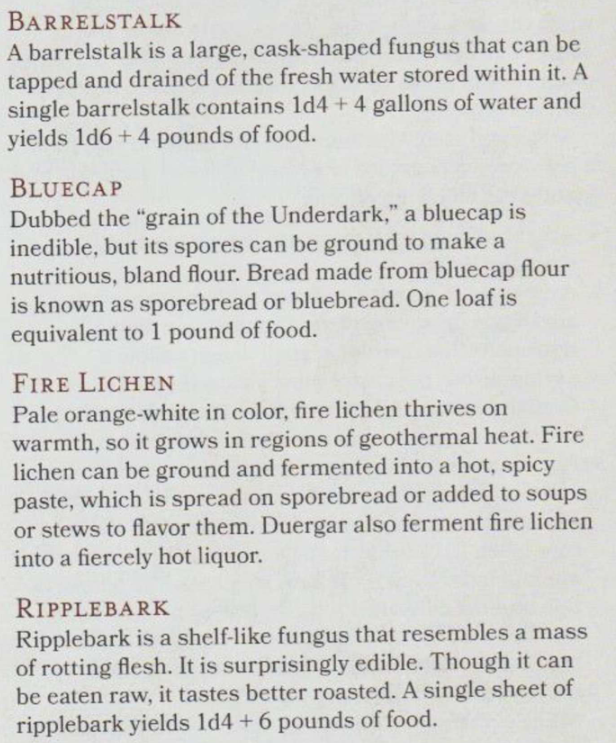 BARRELSTALK
A barrelstalk is a large, cask-shaped fungus that can be
tapped and drained of the fresh water stored within it. A
single barrelstalk contains 1d4 + 4 gallons of water and
yields 1d6 + 4 pounds of food.
BLUECAP
Dubbed the “grain of the Underdark,” a bluecap is
inedible, but its spores can be ground to make a
nutritious, bland flour. Bread made from bluecap flour
is known as sporebread or bluebread. One loaf is
equivalent to 1 pound of food.
FIRE LICHEN
Pale orange-white in color, fire lichen thrives on
warmth, so it grows in regions of geothermal heat. Fire
lichen can be ground and fermented into a hot, spicy
paste, which is spread on sporebread or added to soups
or stews to flavor them. Duergar also ferment fire lichen
into a fiercely hot liquor.
RIPPLEBARK
Ripplebark is a shelf-like fungus that resembles a mass
of rotting flesh. It is surprisingly edible. Though it can
be eaten raw, it tastes better roasted. A single sheet of
ripplebark yields 1d4 + 6 pounds of food.